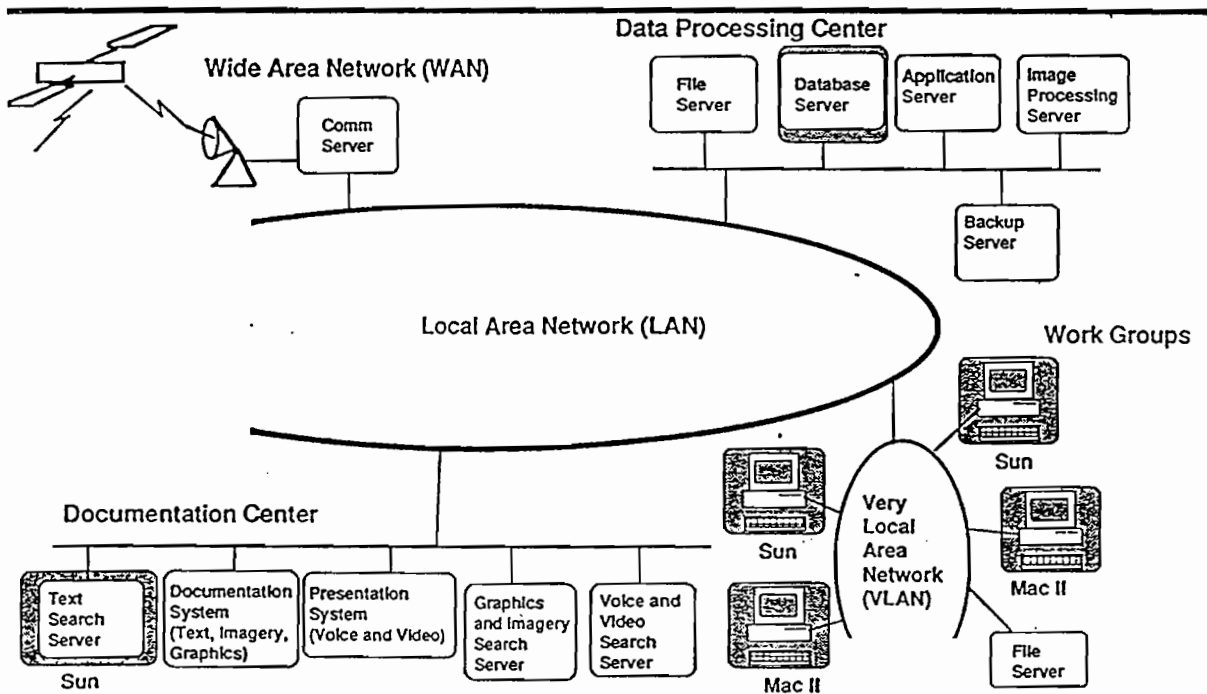 Data Processing Center
Wide Area Network (WAN)
File
Server
Database
Server
Application
Server
Image
Processing
Server
Comm
Server
Backup
Server
Local Area Network (LAN)
Work Groups
Sun
Sun
Very
Local
Area
Network
(VLAN)
Mac II
Mac II
File
Server
Documentation Center
Text
Search
Server
Sun
Documentation
System
(Text, Imagery,
Graphics)
Presentation
System
(Voice and Video)
Graphics
and Imagery
Search
Server
Voice and
Video
Search
Server